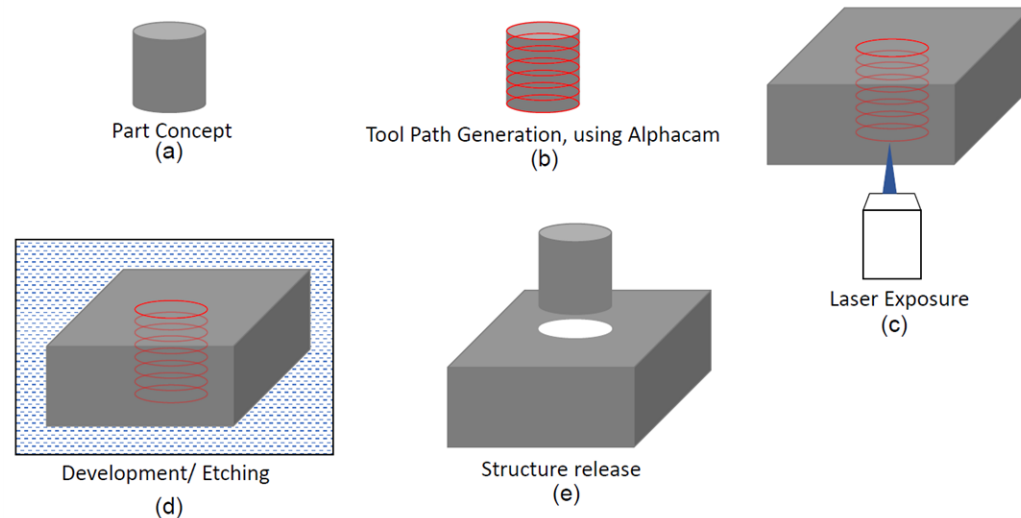 Part Concept
(a)
Tool Path Generation, using Alphacam
(b)
Laser Exposure
(c)
Development/ Etching
(d)
Structure release
(e)